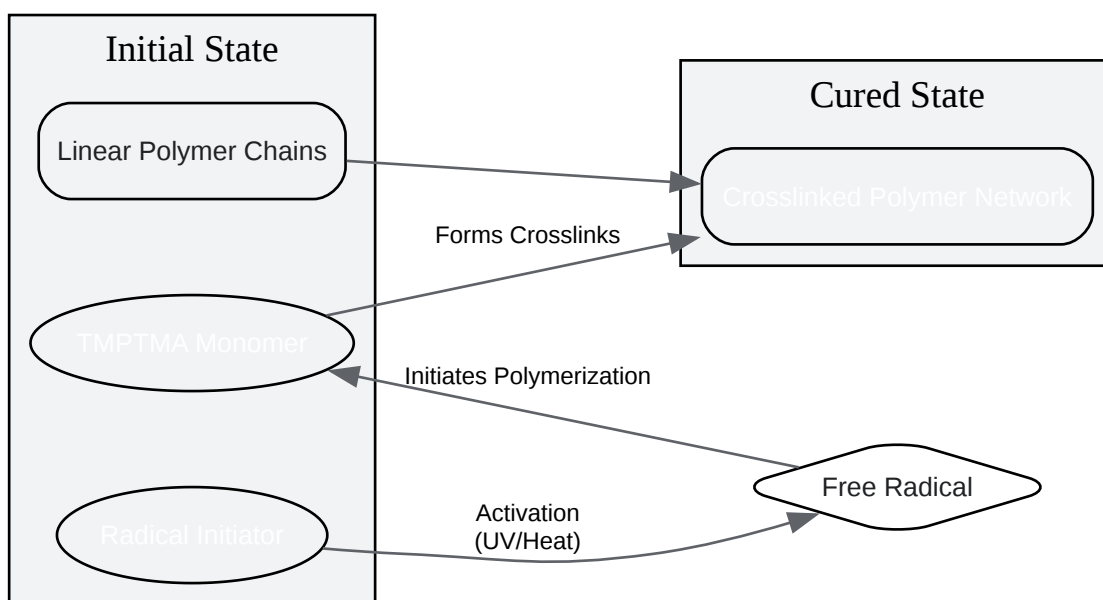 Initial State
Linear Polymer Chains
Cured State
Crosslinked Polymer Network
Forms Crosslinks
TMPTMA Monomer
Initiates Polymerization
Free Radical
Radical Initiator
Activation
(UV/Heat)